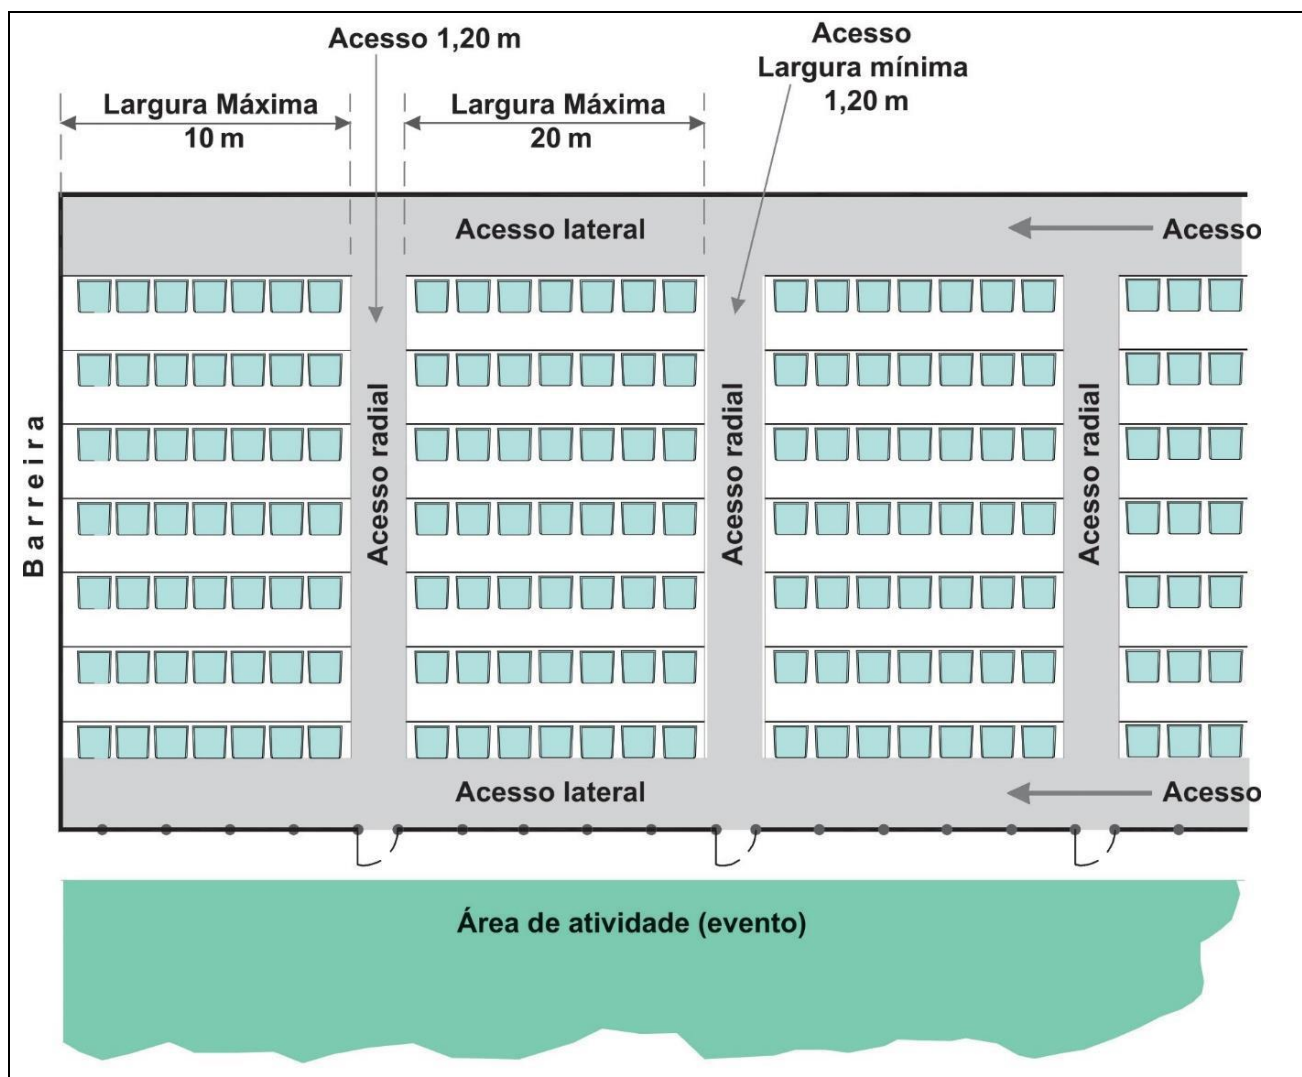 Acesso 1,20 m
Acesso
Largura mínima
1,20 m
Largura Máxima
10 m
Largura Máxima
20 m
Acesso lateral
Acesso
Barreira
Acesso radial
Acesso radial
Acesso radial
Acesso lateral
Acesso
Área de atividade (evento)